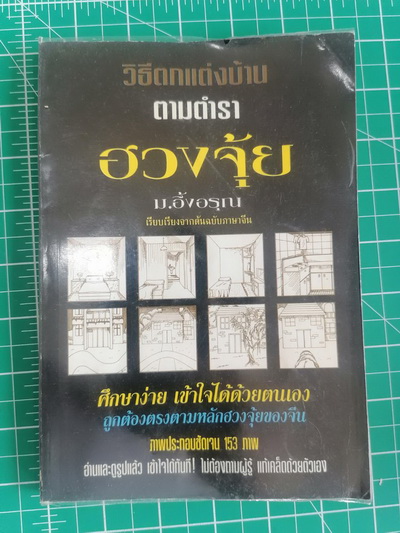 วิธีตกแต่งบ้าน
ตามตำรา
ฮวงจุ้ย
ม.อึ้งอรุณ
เรียบเรียงจากต้นฉบับภาษาจีน
ศึกษาง่าย เข้าใจได้ด้วยตนเอง
ถูกต้องตรงตามหลักฮวงจุ้ยของจีน
ภาพประกอบชัดเจน 153 ภาพ
อ่านและดูรูปแล้ว เข้าใจได้ทันที! ไม่ต้องถามผู้รู้ แก้เคล็ดด้วยตัวเอง